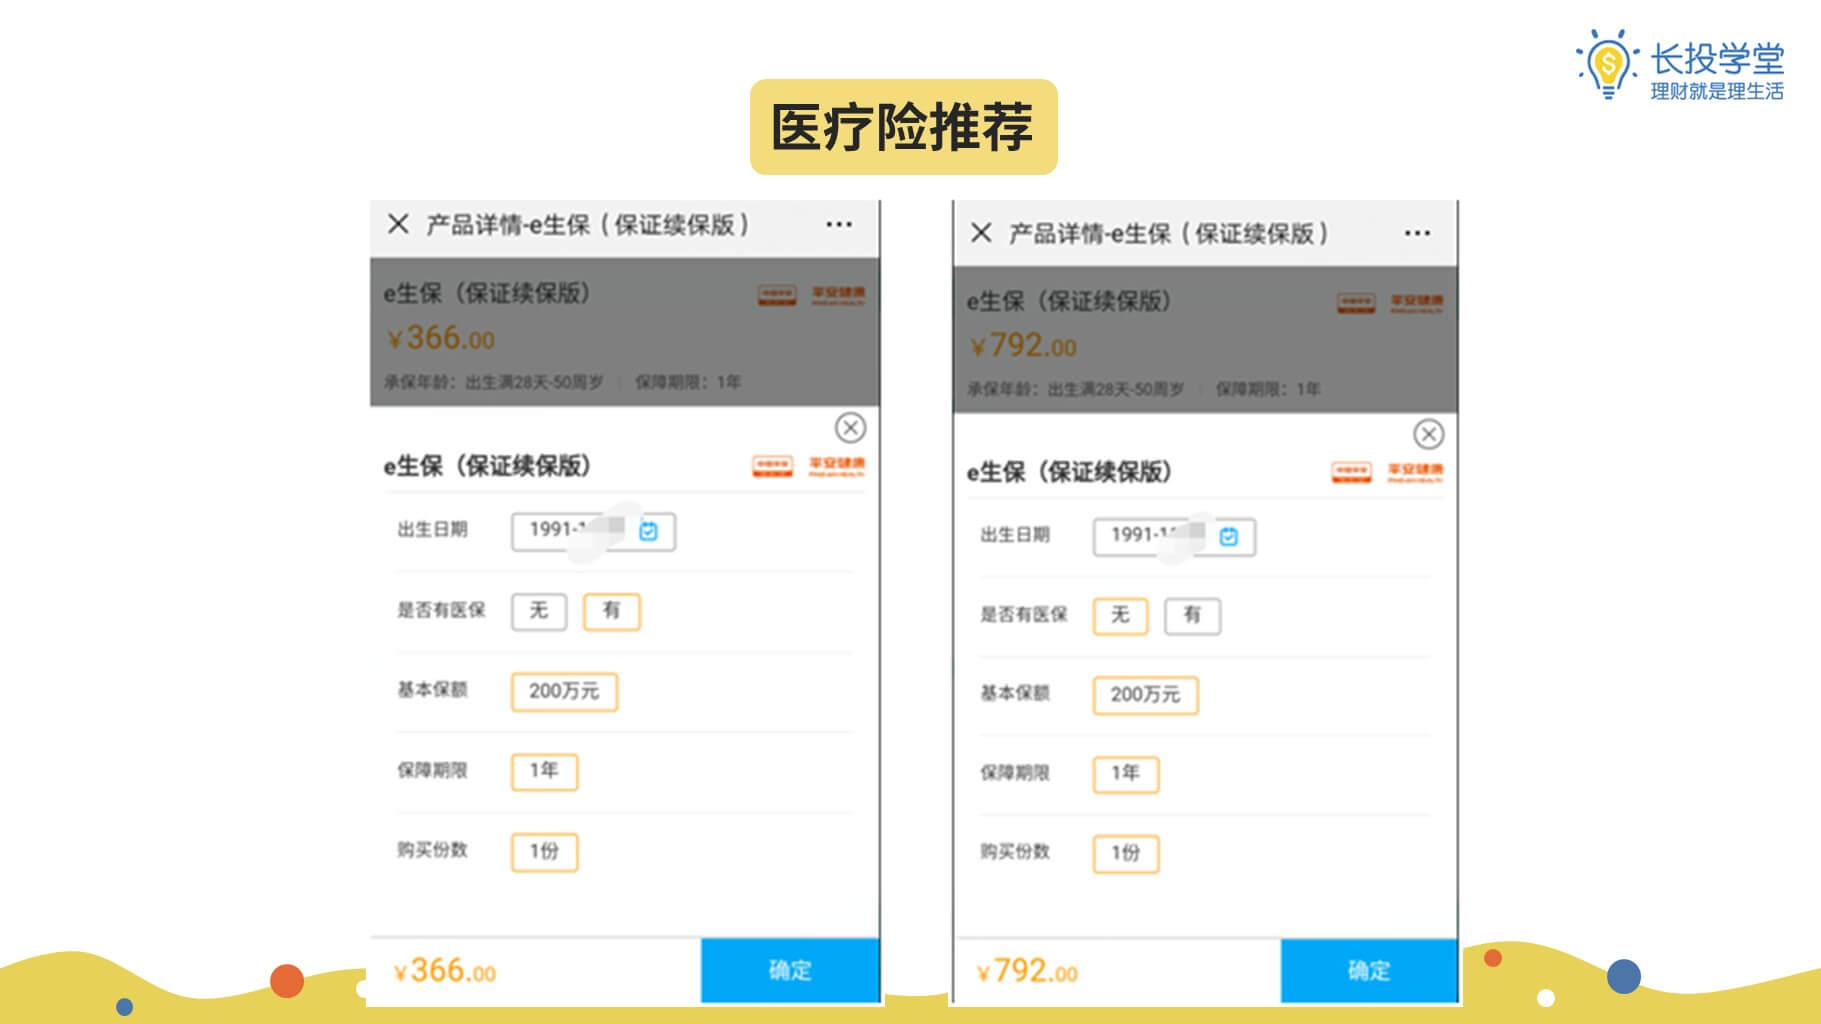 长投学堂
理财就是理生活
医疗险推荐
产品详情-e生保（保证续保版）
e生保（保证续保版）
平安健康
¥366.00
承保年龄：出生满28天-50周岁 | 保障期限：1年
e生保（保证续保版）
平安健康
出生日期 1991-1
是否有医保 无 有
基本保额 200万元
保障期限 1年
购买份数 1份
¥366.00 确定
产品详情-e生保（保证续保版）
e生保（保证续保版）
平安健康
¥792.00
承保年龄：出生满28天-50周岁 | 保障期限：1年
e生保（保证续保版）
平安健康
出生日期 1991-1
是否有医保 无 有
基本保额 200万元
保障期限 1年
购买份数 1份
¥792.00 确定